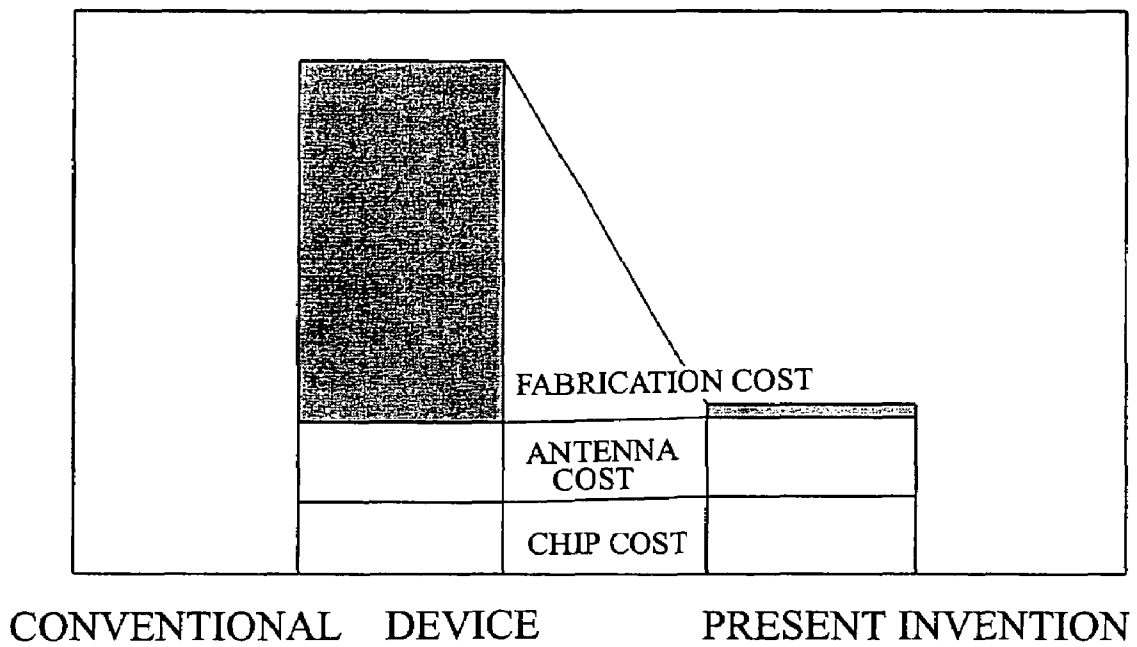 FABRICATION COST
ANTENNA
COST
CHIP COST
CONVENTIONAL DEVICE
PRESENT INVENTION